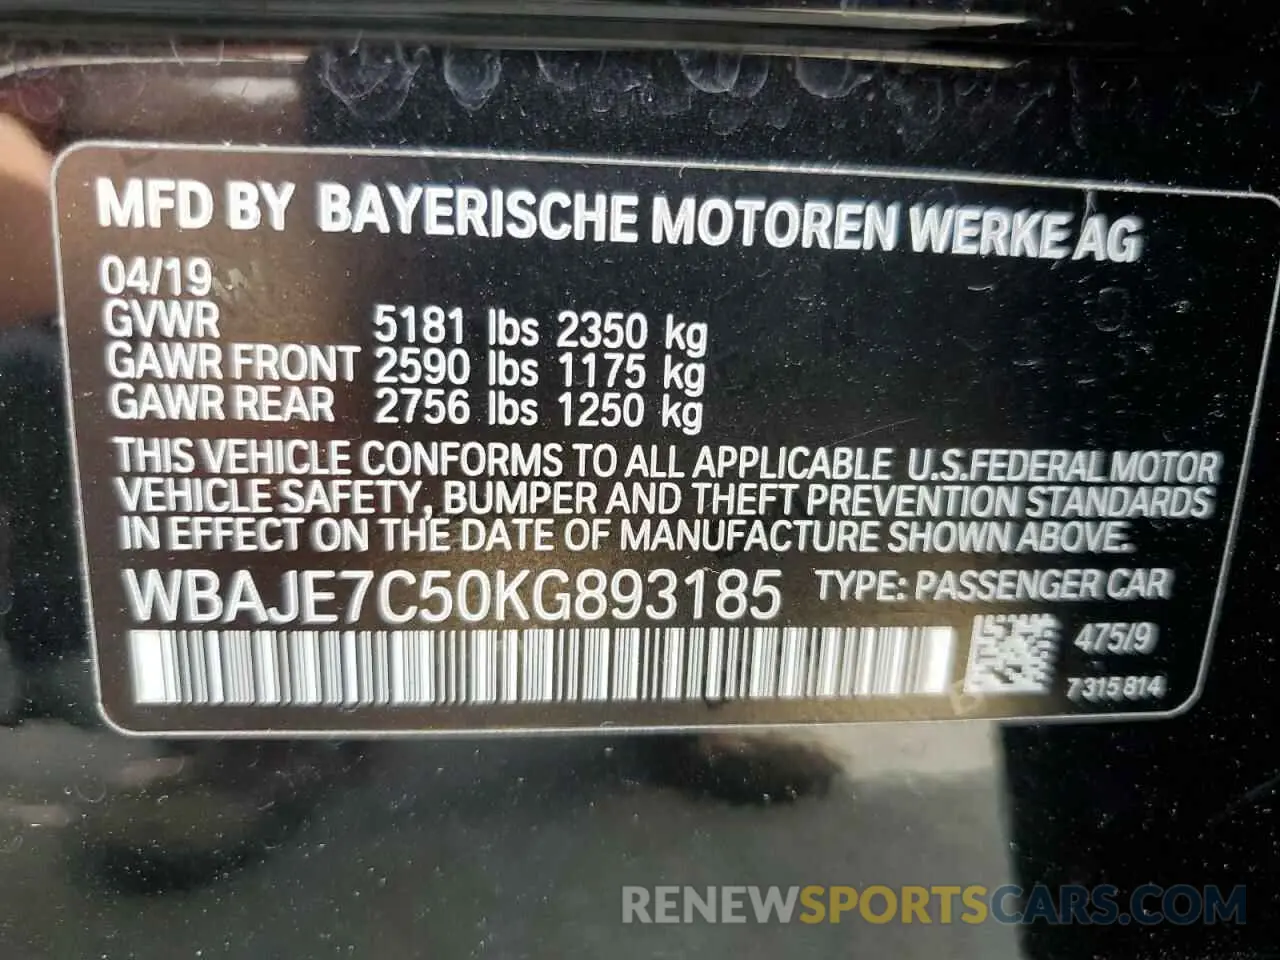 MFD BY BAYERISCHE MOTOREN WERKE AG
04/19
GVWR 5181 lbs 2350 kg
GAWR FRONT 2590 lbs 1175 kg
GAWR REAR 2756 lbs 1250 kg
THIS VEHICLE CONFORMS TO ALL APPLICABLE U.S.FEDERAL MOTOR
VEHICLE SAFETY, BUMPER AND THEFT PREVENTION STANDARDS
IN EFFECT ON THE DATE OF MANUFACTURE SHOWN ABOVE.
WBAJE7C50KG893185 TYPE: PASSENGER CAR
475/9
7315814
RENEWSPORTSCARS.COM